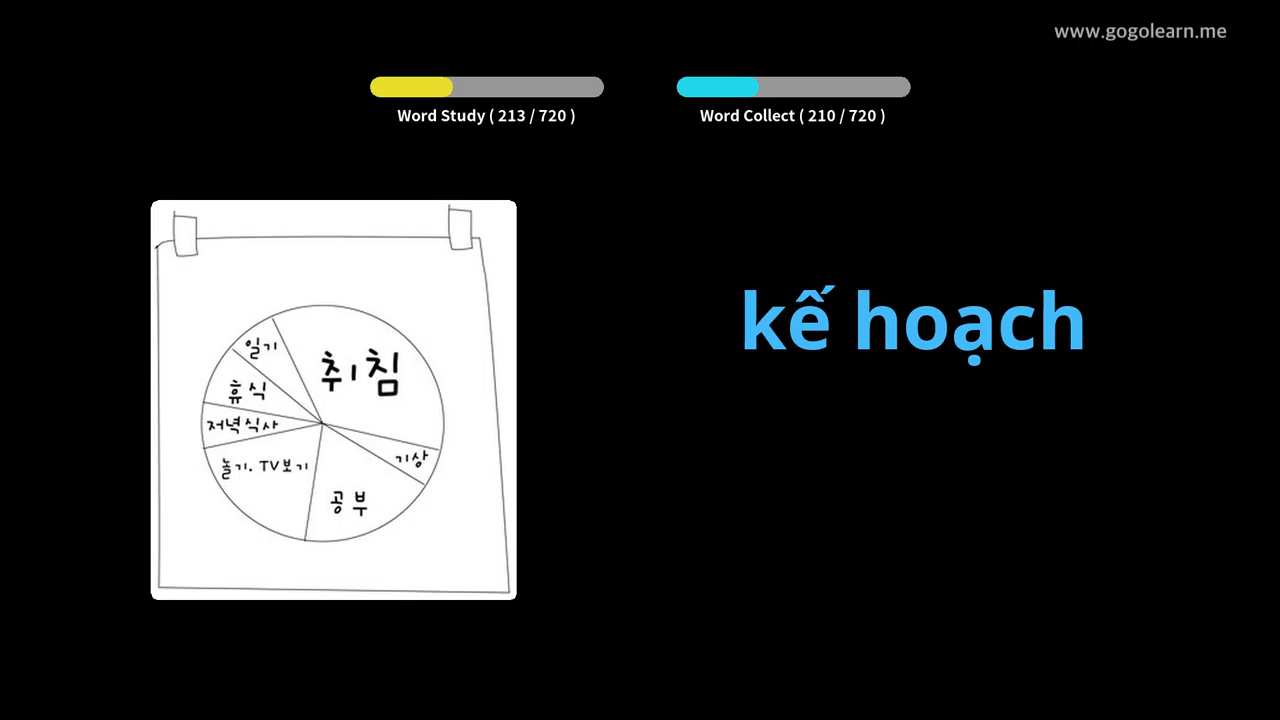 www.gogolearn.me
Word Study ( 213 / 720 )
Word Collect ( 210 / 720 )
일기
취침
휴식
저녁식사
놀기. TV보기
기상
공부
kế hoạch